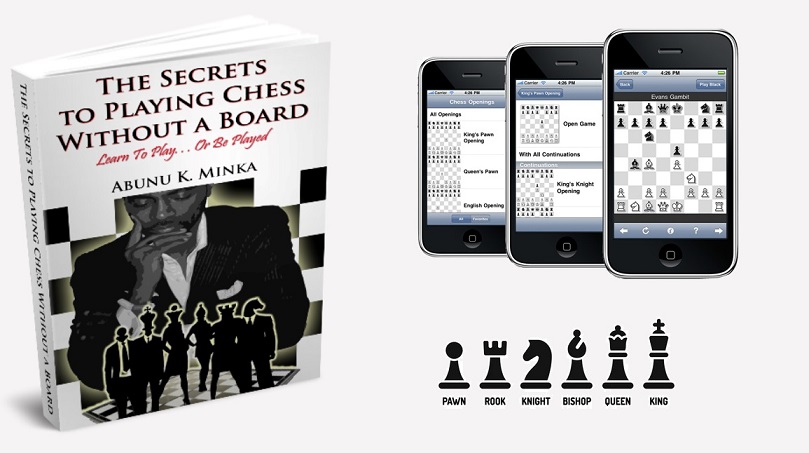 THE SECRETS TO PLAYING CHESS WITHOUT A BOARD
THE SECRETS
TO PLAYING CHESS
WITHOUT A BOARD
Learn To Play. . . Or Be Played
ABUNU K. MINKA
Carrier 4:26 PM
Chess Openings
All Openings
King's Pawn
Opening
Queen's Pawn
English Opening
All Favorites
Carrier 4:26 PM
King's Pawn Opening
Open Game
With All Continuations
Continuations
King's Knight
Opening
Carrier 4:26 PM
Back Play Black
Evans Gambit
?
PAWN ROOK KNIGHT BISHOP QUEEN KING